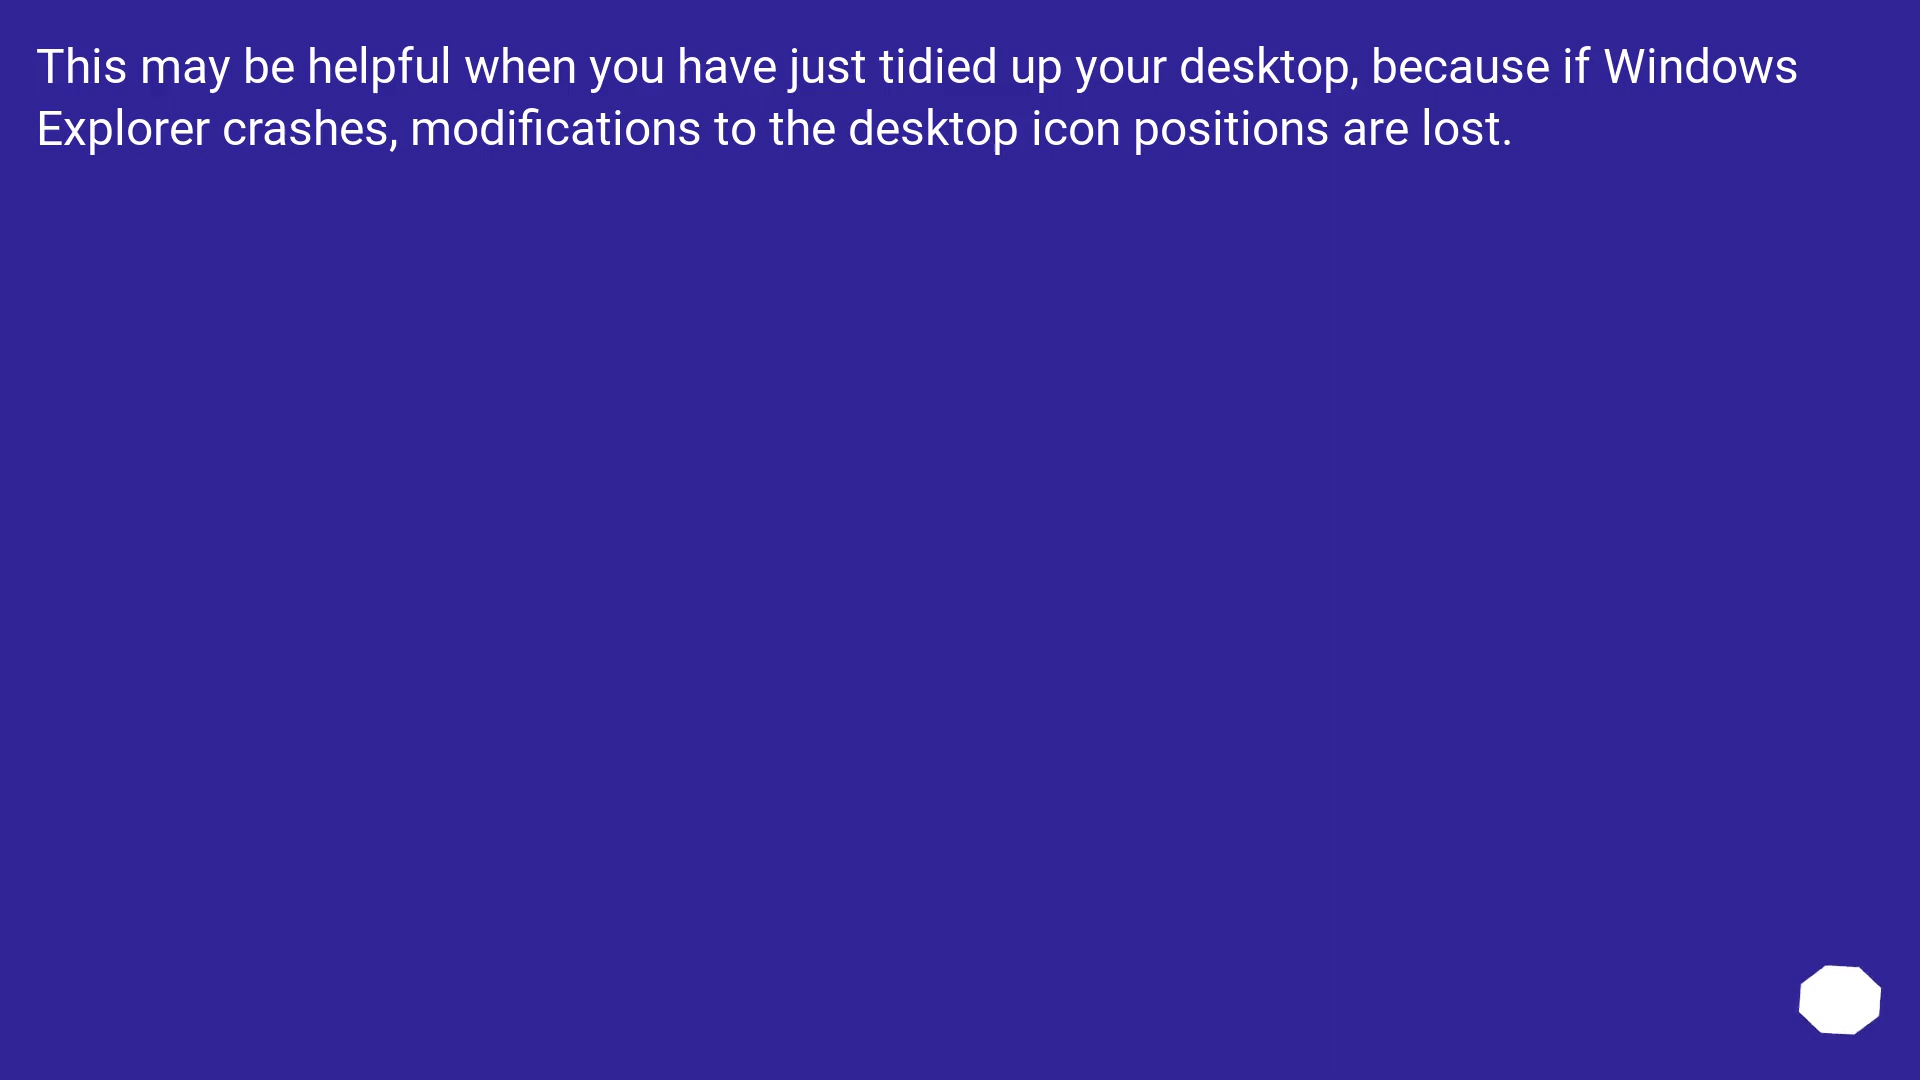 This may be helpful when you have just tidied up your desktop, because if Windows
Explorer crashes, modifications to the desktop icon positions are lost.